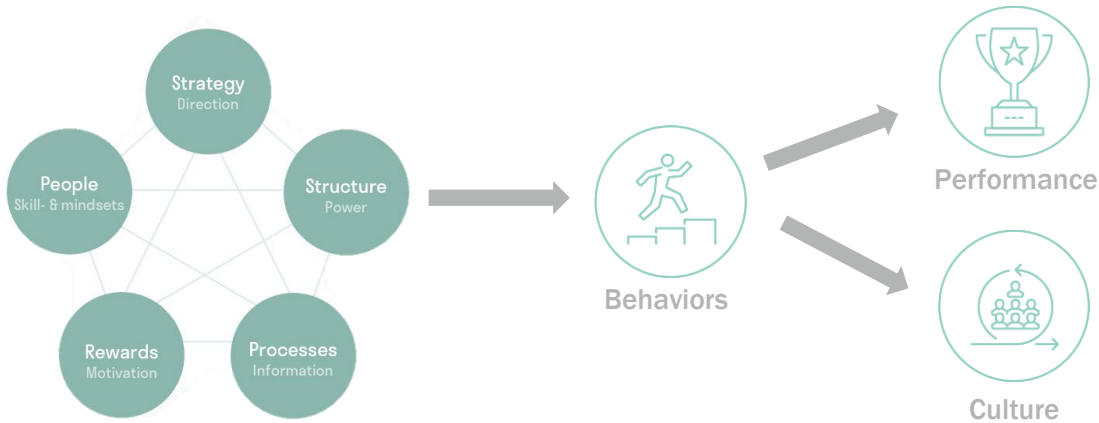 Strategy
Direction
People
Skill- & mindsets
Structure
Power
Rewards
Motivation
Processes
Information
Behaviors
Performance
Culture